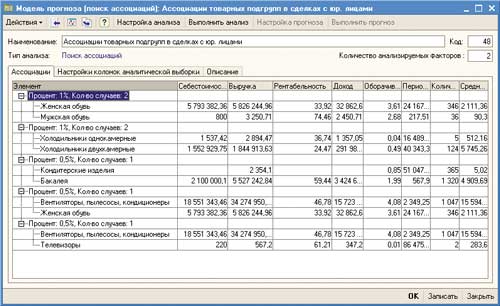 Модель прогноза [поиск ассоциаций]: Ассоциации товарных подгрупп в сделках с юр. лицами
Действия Настройка анализа Выполнить анализ Настройка прогноза Выполнить прогноз
Наименование: Ассоциации товарных подгрупп в сделках с юр. лицами Код: 48
Тип анализа: Поиск ассоциаций Количество анализируемых факторов: 2
Ассоциации Настройки колонок аналитической выборки Описание
Элемент Себестоимос... Выручка Рентабельность Доход Оборачив... Перио... Колич... Средн...
Процент: 1%, Кол-во случаев: 2
Женская обувь 5 793 382,36 5 826 244,96 33,92 32 862,6 3,61 24 167... 346 2 111,36
Мужская обувь 800 3 250,71 74,46 2 450,71 2,68 217,51 36 90,3
Процент: 1%, Кол-во случаев: 2
Холодильники однокамерные 1 537,42 2 894,47 36,74 1 357,05 0,04 16 489... 5 512,16
Холодильники двухкамерные 1 552 929,75 1 844 913,63 24,47 291 98... 0,49 40 343,3 124 5 745,26
Процент: 0,5%, Кол-во случаев: 1
Кондитерские изделия 2 354,1 0,85 51 047... 365 5,02
Бакалея 2 100 000,1 5 527 242,84 59,44 3 424 6... 1,99 567,9 1 320 4 909,69
Процент: 0,5%, Кол-во случаев: 1
Вентиляторы, пылесосы, кондиционеры 18 551 343,46 34 274 950,... 46,78 15 723 ... 4,08 2 349,25 1 047 15 594...
Женская обувь 5 793 382,36 5 826 244,96 33,92 32 862,6 3,61 24 167... 346 2 111,36
Процент: 0,5%, Кол-во случаев: 1
Вентиляторы, пылесосы, кондиционеры 18 551 343,46 34 274 950,... 46,78 15 723 ... 4,08 2 349,25 1 047 15 594...
Телевизоры 220 567,2 61,21 347,2 0,01 86 475... 2 283,6
ОК Записать Закрыть